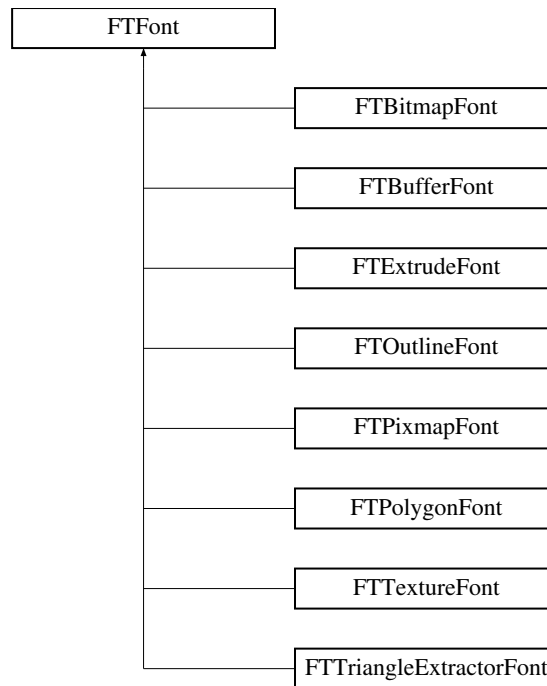 FTFont
FTBitmapFont
FTBufferFont
FTExtrudeFont
FTOutlineFont
FTPixmapFont
FTPolygonFont
FTTextureFont
FTTriangleExtractorFont